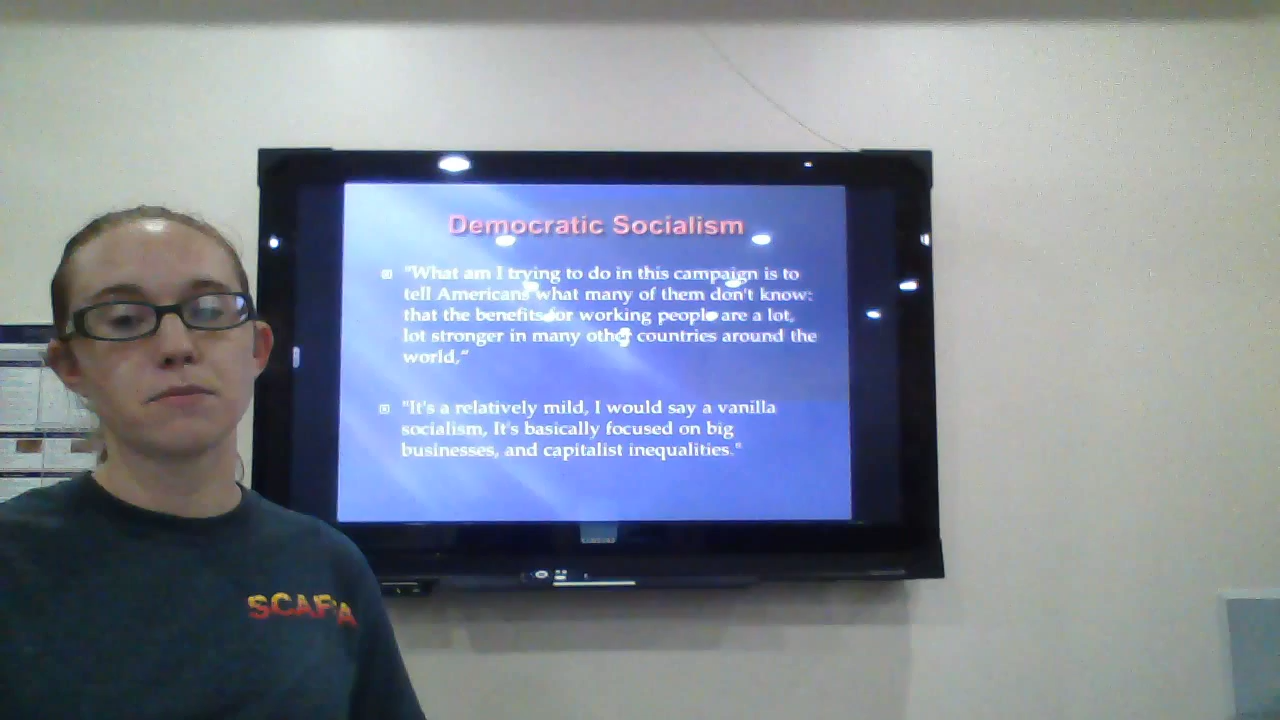 Democratic Socialism
"What am I trying to do in this campaign is to
tell Americans what many of them don't know:
that the benefits for working people are a lot,
lot stronger in many other countries around the
world,"
"It's a relatively mild, I would say a vanilla
socialism, It's basically focused on big
businesses, and capitalist inequalities."